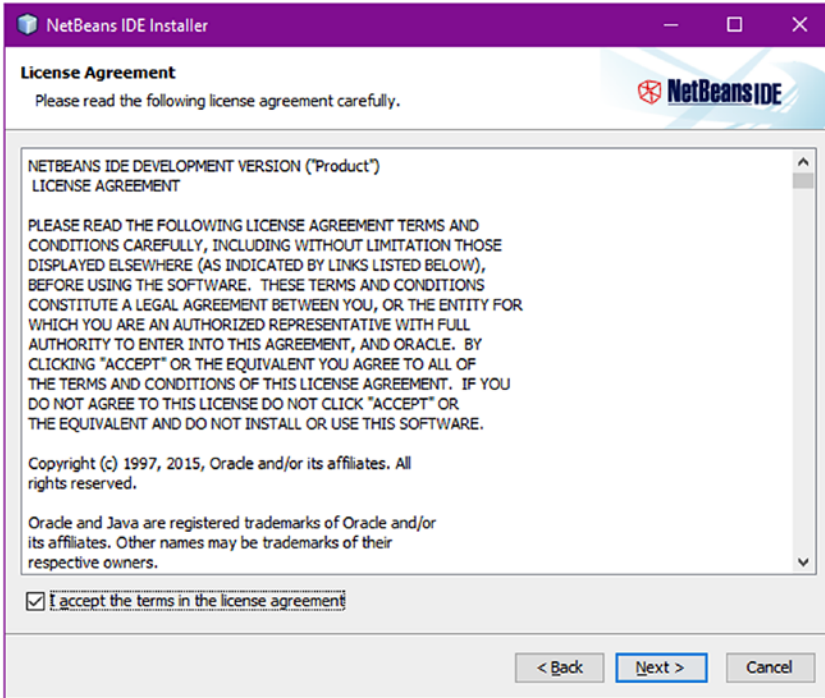 NetBeans IDE Installer
License Agreement
Please read the following license agreement carefully.
NetBeans IDE
NETBEANS IDE DEVELOPMENT VERSION ("Product")
LICENSE AGREEMENT
PLEASE READ THE FOLLOWING LICENSE AGREEMENT TERMS AND
CONDITIONS CAREFULLY, INCLUDING WITHOUT LIMITATION THOSE
DISPLAYED ELSEWHERE (AS INDICATED BY LINKS LISTED BELOW),
BEFORE USING THE SOFTWARE.  THESE TERMS AND CONDITIONS
CONSTITUTE A LEGAL AGREEMENT BETWEEN YOU, OR THE ENTITY FOR
WHICH YOU ARE AN AUTHORIZED REPRESENTATIVE WITH FULL
AUTHORITY TO ENTER INTO THIS AGREEMENT, AND ORACLE.  BY
CLICKING "ACCEPT" OR THE EQUIVALENT YOU AGREE TO ALL OF
THE TERMS AND CONDITIONS OF THIS LICENSE AGREEMENT.  IF YOU
DO NOT AGREE TO THIS LICENSE DO NOT CLICK "ACCEPT" OR
THE EQUIVALENT AND DO NOT INSTALL OR USE THIS SOFTWARE.
Copyright (c) 1997, 2015, Oracle and/or its affiliates. All
rights reserved.
Oracle and Java are registered trademarks of Oracle and/or
its affiliates. Other names may be trademarks of their
respective owners.
I accept the terms in the license agreement
< Back
Next >
Cancel